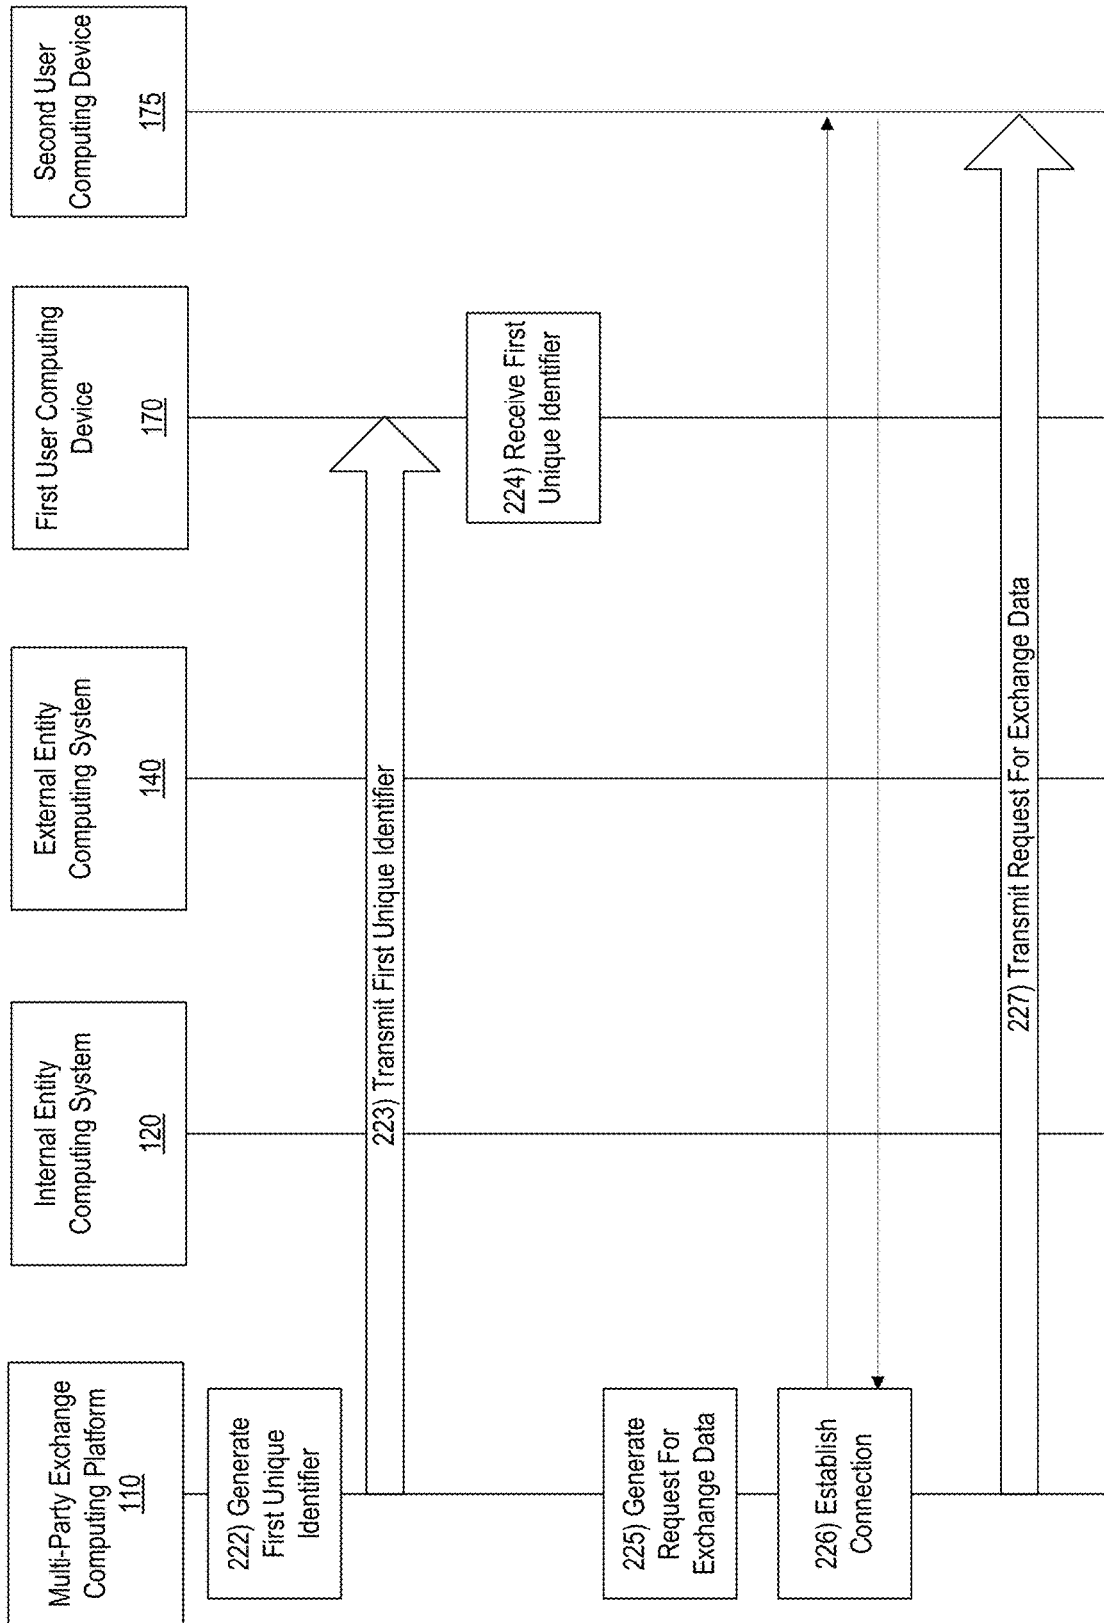 Multi-Party Exchange
Computing Platform
110
Internal Entity
Computing System
120
External Entity
Computing System
140
First User Computing
Device
170
Second User
Computing Device
175
222) Generate
First Unique
Identifier
223) Transmit First Unique Identifier
224) Receive First
Unique Identifier
225) Generate
Request For
Exchange Data
226) Establish
Connection
227) Transmit Request For Exchange Data